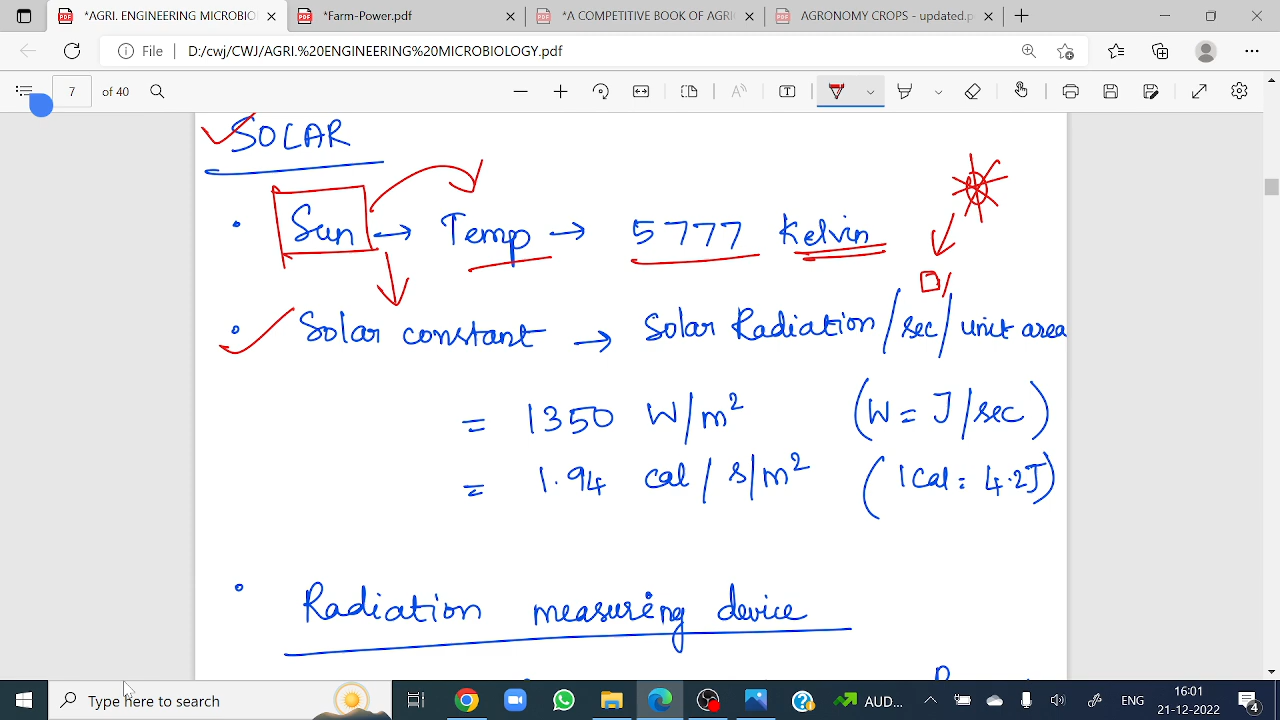 *AGRI. ENGINEERING MICROBIO
*Farm-Power.pdf
*A COMPETITIVE BOOK OF AGRI
AGRONOMY CROPS - updated.p
File
D:/cwj/CWJ/AGRI.%20ENGINEERING%20MICROBIOLOGY.pdf
7 of 40
SOLAR
• Sun → Temp → 5777 Kelvin
• Solar constant → Solar Radiation/sec/unit area
= 1350 W/m² (W = J/sec)
= 1.94 cal/s/m² (1Cal = 4.2J)
• Radiation measuring device
Type here to search
AUD...
ENG
16:01
21-12-2022
4